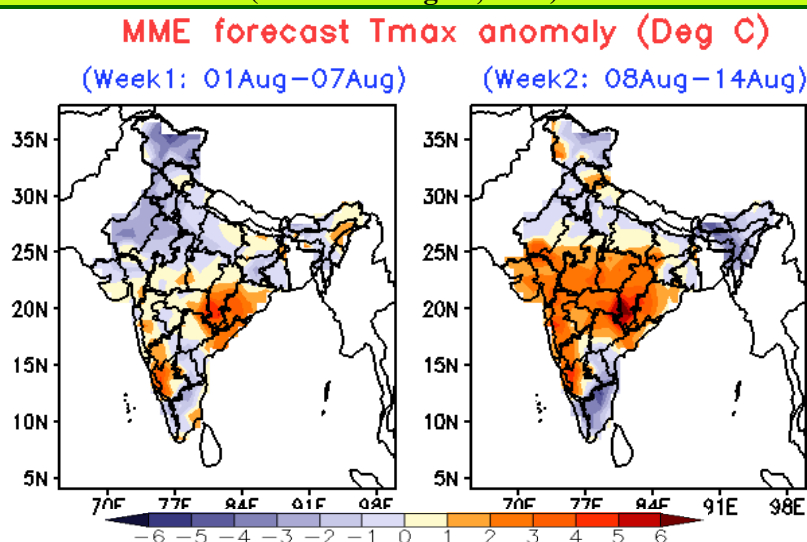 MME forecast Tmax anomaly (Deg C)
(Week1: 01Aug−07Aug) (Week2: 08Aug−14Aug)
35N 35N
30N 30N
25N 25N
20N 20N
15N 15N
10N 10N
5N 5N
70E 77E 84E 91E 98E 70E 77E 84E 91E 98E
−6 −5 −4 −3 −2 −1 0 1 2 3 4 5 6